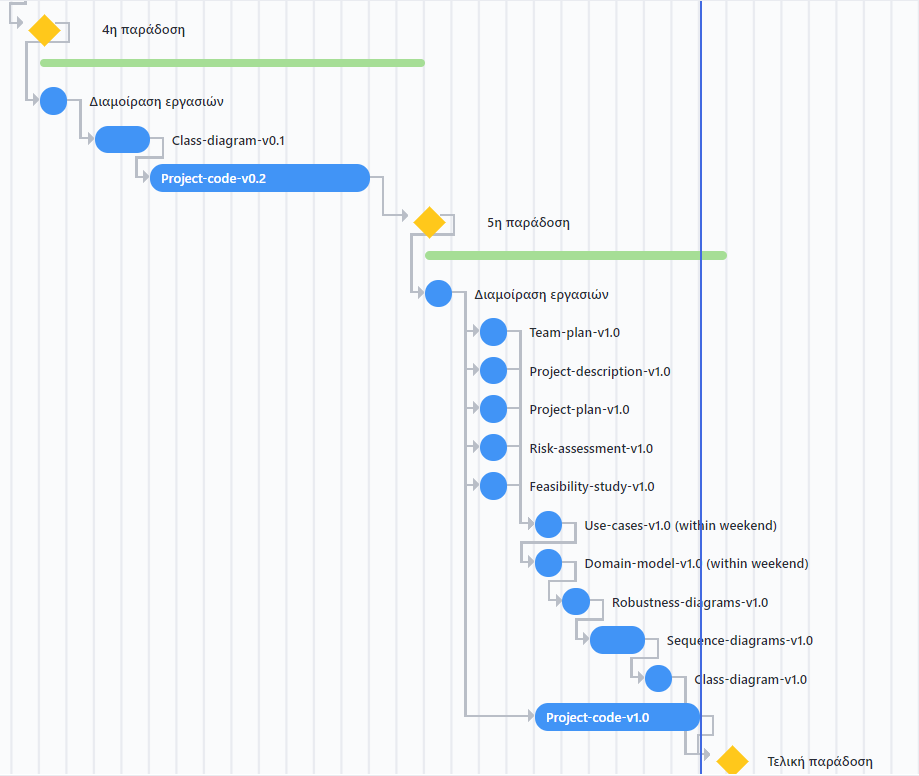 4η παράδοση
Διαμοίραση εργασιών
Class-diagram-v0.1
Project-code-v0.2
5η παράδοση
Διαμοίραση εργασιών
Team-plan-v1.0
Project-description-v1.0
Project-plan-v1.0
Risk-assessment-v1.0
Feasibility-study-v1.0
Use-cases-v1.0 (within weekend)
Domain-model-v1.0 (within weekend)
Robustness-diagrams-v1.0
Sequence-diagrams-v1.0
Class-diagram-v1.0
Project-code-v1.0
Τελική παράδοση